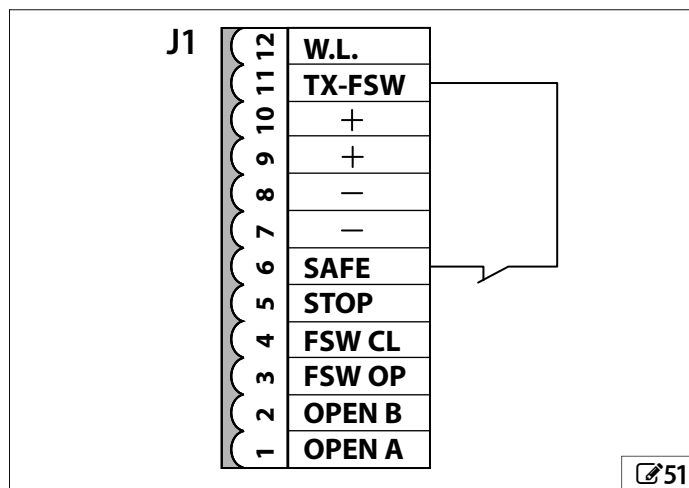 J1
12 W.L.
11 TX-FSW
10 +
9 +
8 −
7 −
6 SAFE
5 STOP
4 FSW CL
3 FSW OP
2 OPEN B
1 OPEN A
51